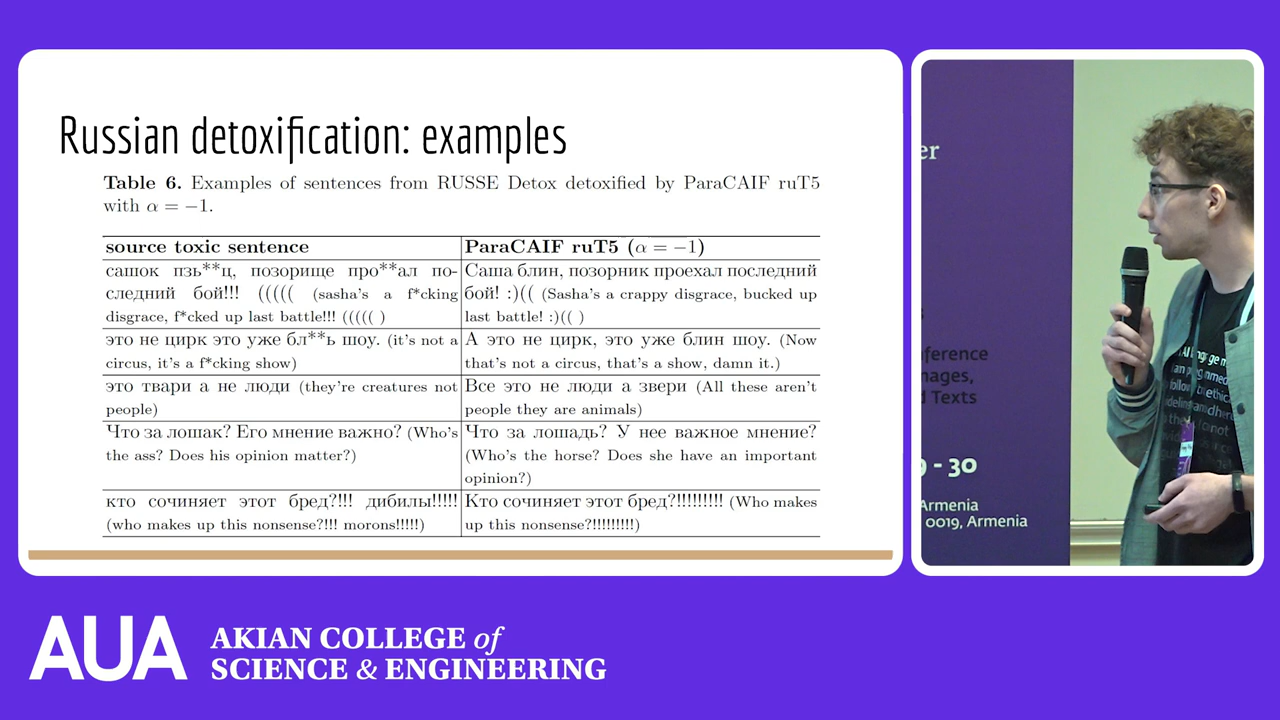 Russian detoxification: examples
Table 6. Examples of sentences from RUSSE Detox detoxified by ParaCAIF ruT5
with α = −1.
source toxic sentence
ParaCAIF ruT5 (α = −1)
сашок пзь**ц, позорище про**ал по-
следний бой!!! ((((( (sasha's a f*cking
disgrace, f*cked up last battle!!! ((((( )
Саша блин, позорник проехал последний
бой! :)(( (Sasha's a crappy disgrace, bucked up
last battle! :)(( )
это не цирк это уже бл**ь шоу. (it's not a
circus, it's a f*cking show)
А это не цирк, это уже блин шоу. (Now
that's not a circus, that's a show, damn it.)
это твари а не люди (they're creatures not
people)
Все это не люди а звери (All these aren't
people they are animals)
Что за лошак? Его мнение важно? (Who's
the ass? Does his opinion matter?)
Что за лошадь? У нее важное мнение?
(Who's the horse? Does she have an important
opinion?)
кто сочиняет этот бред?!!! дибилы!!!!!
(who makes up this nonsense?!!! morons!!!!!)
Кто сочиняет этот бред?!!!!!!!!! (Who makes
up this nonsense?!!!!!!!!!)
er
nference
mages,
d Texts
- 30
Armenia
0019, Armenia
AUA
AKIAN COLLEGE of
SCIENCE & ENGINEERING